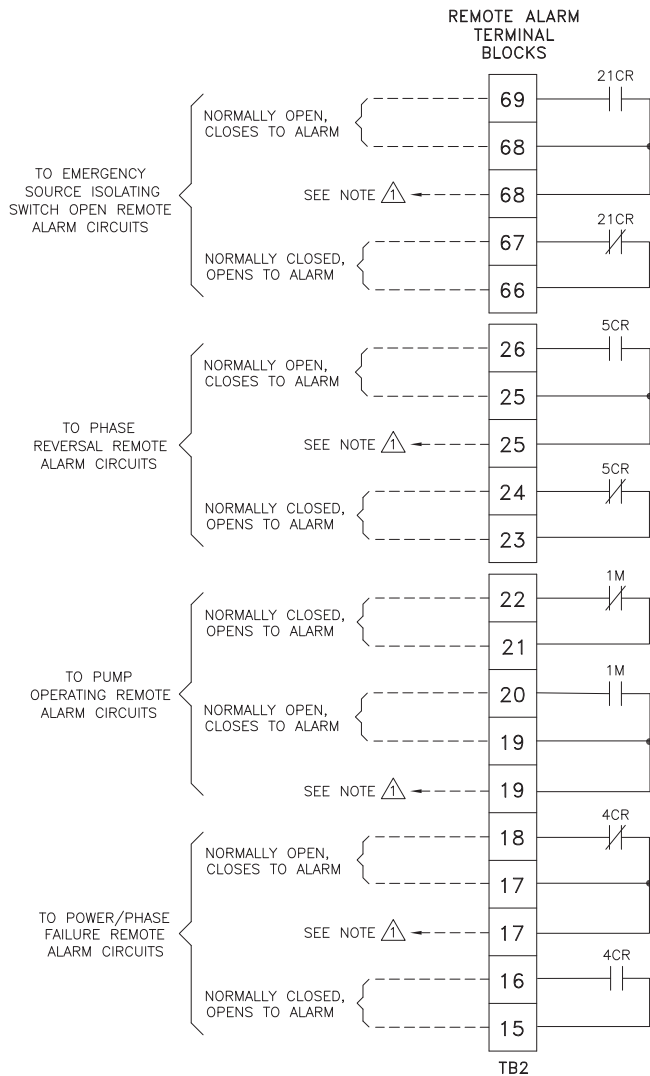 REMOTE ALARM
TERMINAL
BLOCKS
21CR
69
NORMALLY OPEN,
CLOSES TO ALARM
68
TO EMERGENCY
SOURCE ISOLATING
SWITCH OPEN REMOTE
ALARM CIRCUITS
SEE NOTE 1
68
21CR
67
NORMALLY CLOSED,
OPENS TO ALARM
66
5CR
26
NORMALLY OPEN,
CLOSES TO ALARM
25
TO PHASE
REVERSAL REMOTE
ALARM CIRCUITS
SEE NOTE 1
25
5CR
24
NORMALLY CLOSED,
OPENS TO ALARM
23
1M
22
NORMALLY CLOSED,
OPENS TO ALARM
21
TO PUMP
OPERATING REMOTE
ALARM CIRCUITS
1M
20
NORMALLY OPEN,
CLOSES TO ALARM
19
SEE NOTE 1
19
4CR
18
NORMALLY OPEN,
CLOSES TO ALARM
17
TO POWER/PHASE
FAILURE REMOTE
ALARM CIRCUITS
SEE NOTE 1
17
4CR
16
NORMALLY CLOSED,
OPENS TO ALARM
15
TB2